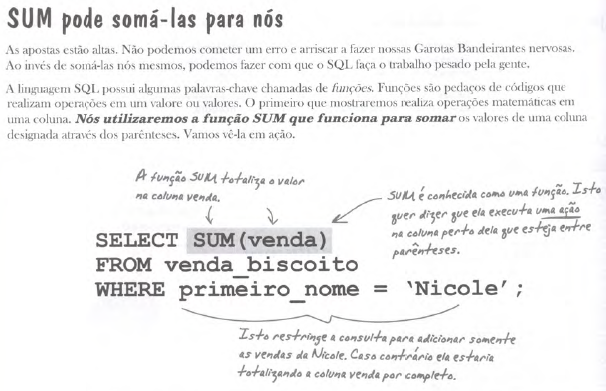 SUM pode somá-las para nós
As apostas estão altas. Não podemos cometer um erro e arriscar a fazer nossas Garotas Bandeirantes nervosas.
Ao invés de somá-las nós mesmos, podemos fazer com que o SQL faça o trabalho pesado pela gente.
A linguagem SQL possui algumas palavras-chave chamadas de funções. Funções são pedaços de códigos que
realizam operações em um valore ou valores. O primeiro que mostraremos realiza operações matemáticas em
uma coluna. Nós utilizaremos a função SUM que funciona para somar os valores de uma coluna
designada através dos parênteses. Vamos vê-la em ação.
A função SUM totaliza o valor
na coluna venda.
SUM é conhecida como uma função. Isto
quer dizer que ela executa uma ação
na coluna perto dela que esteja entre
parênteses.
SELECT SUM(venda)
FROM venda_biscoito
WHERE primeiro_nome = ‘Nicole’;
Isto restringe a consulta para adicionar somente
as vendas da Nicole. Caso contrário ela estaria
totalizando a coluna venda por completo.